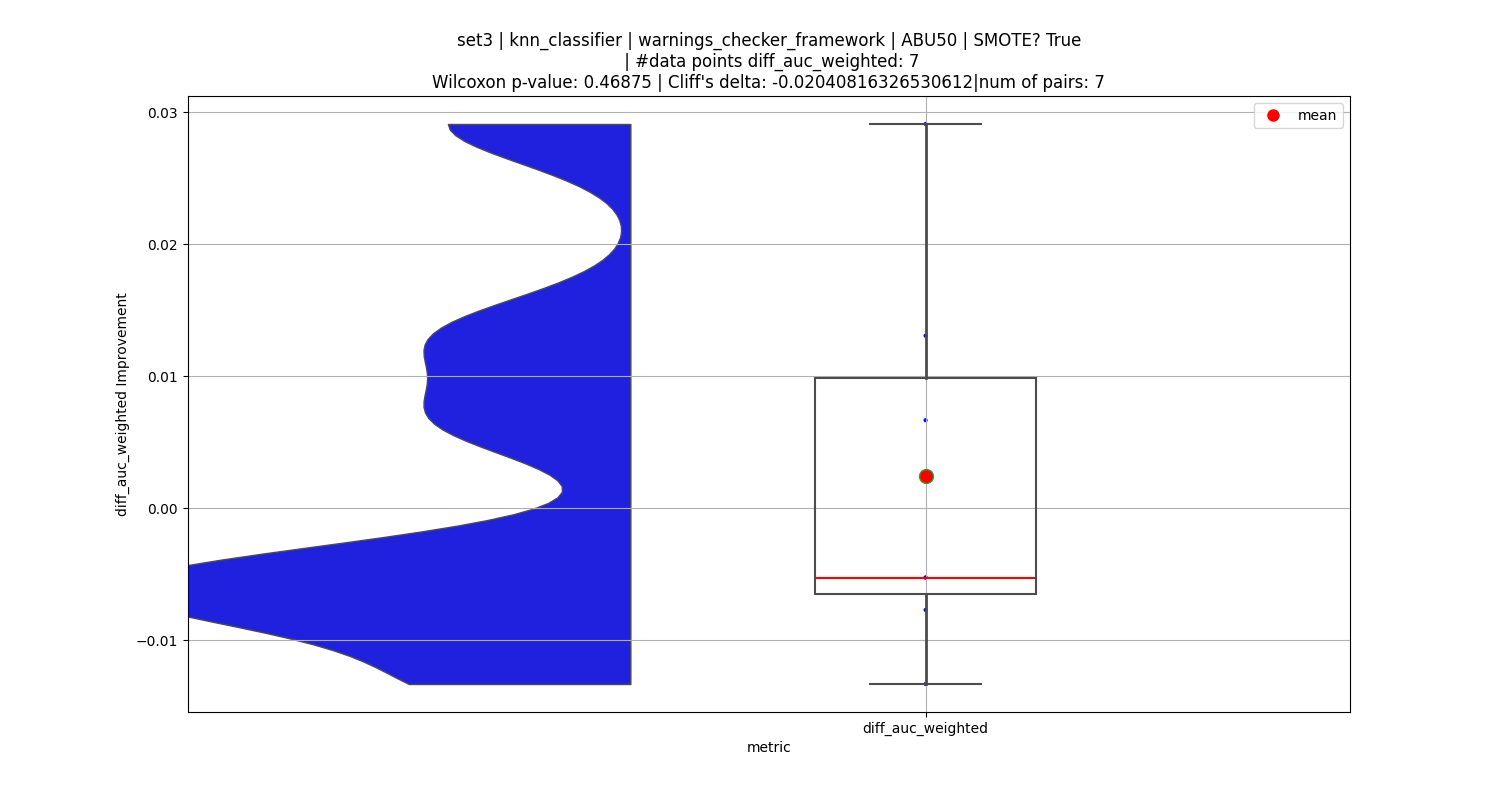 set3 | knn_classifier | warnings_checker_framework | ABU50 | SMOTE? True
| #data points diff_auc_weighted: 7
Wilcoxon p-value: 0.46875 | Cliff's delta: -0.02040816326530612|num of pairs: 7
mean
0.03
0.02
0.01
0.00
−0.01
diff_auc_weighted Improvement
diff_auc_weighted
metric